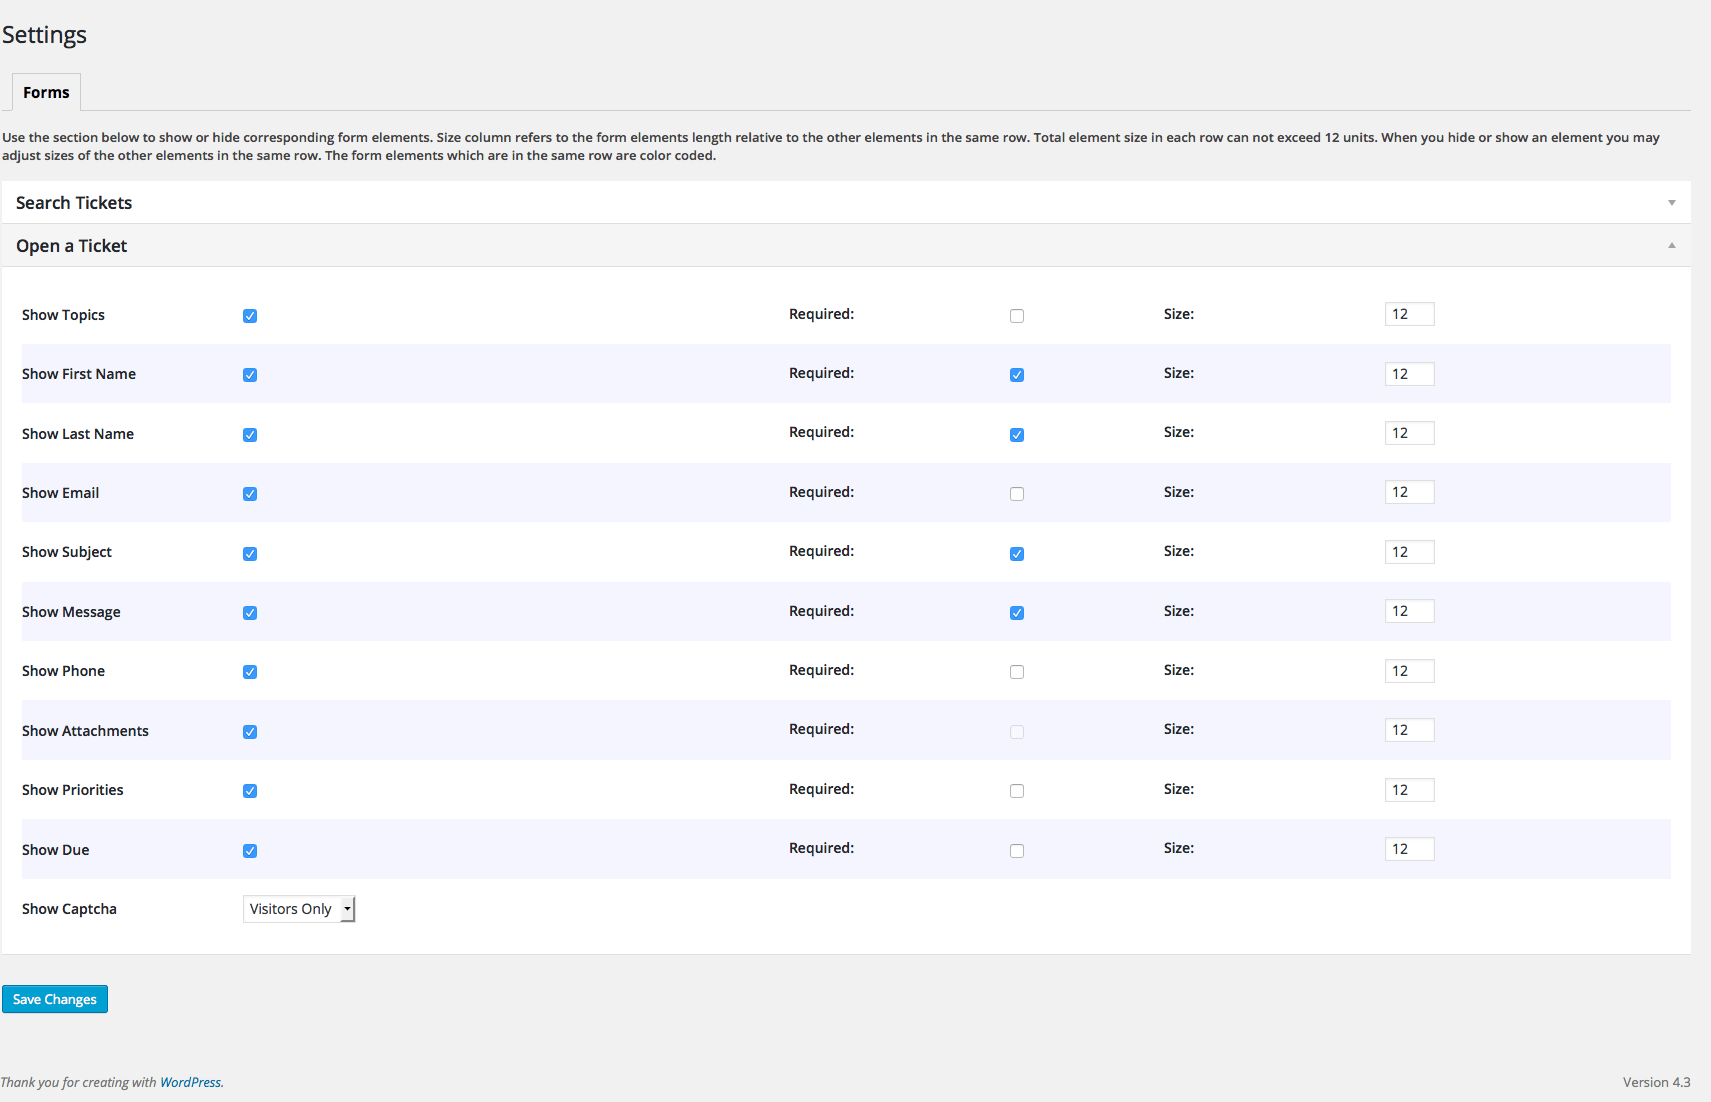 Settings
Forms
Use the section below to show or hide corresponding form elements. Size column refers to the form elements length relative to the other elements in the same row. Total element size in each row can not exceed 12 units. When you hide or show an element you may
adjust sizes of the other elements in the same row. The form elements which are in the same row are color coded.
Search Tickets
Open a Ticket
Show Topics Required: Size: 12
Show First Name Required: Size: 12
Show Last Name Required: Size: 12
Show Email Required: Size: 12
Show Subject Required: Size: 12
Show Message Required: Size: 12
Show Phone Required: Size: 12
Show Attachments Required: Size: 12
Show Priorities Required: Size: 12
Show Due Required: Size: 12
Show Captcha Visitors Only
Save Changes
Thank you for creating with WordPress. Version 4.3